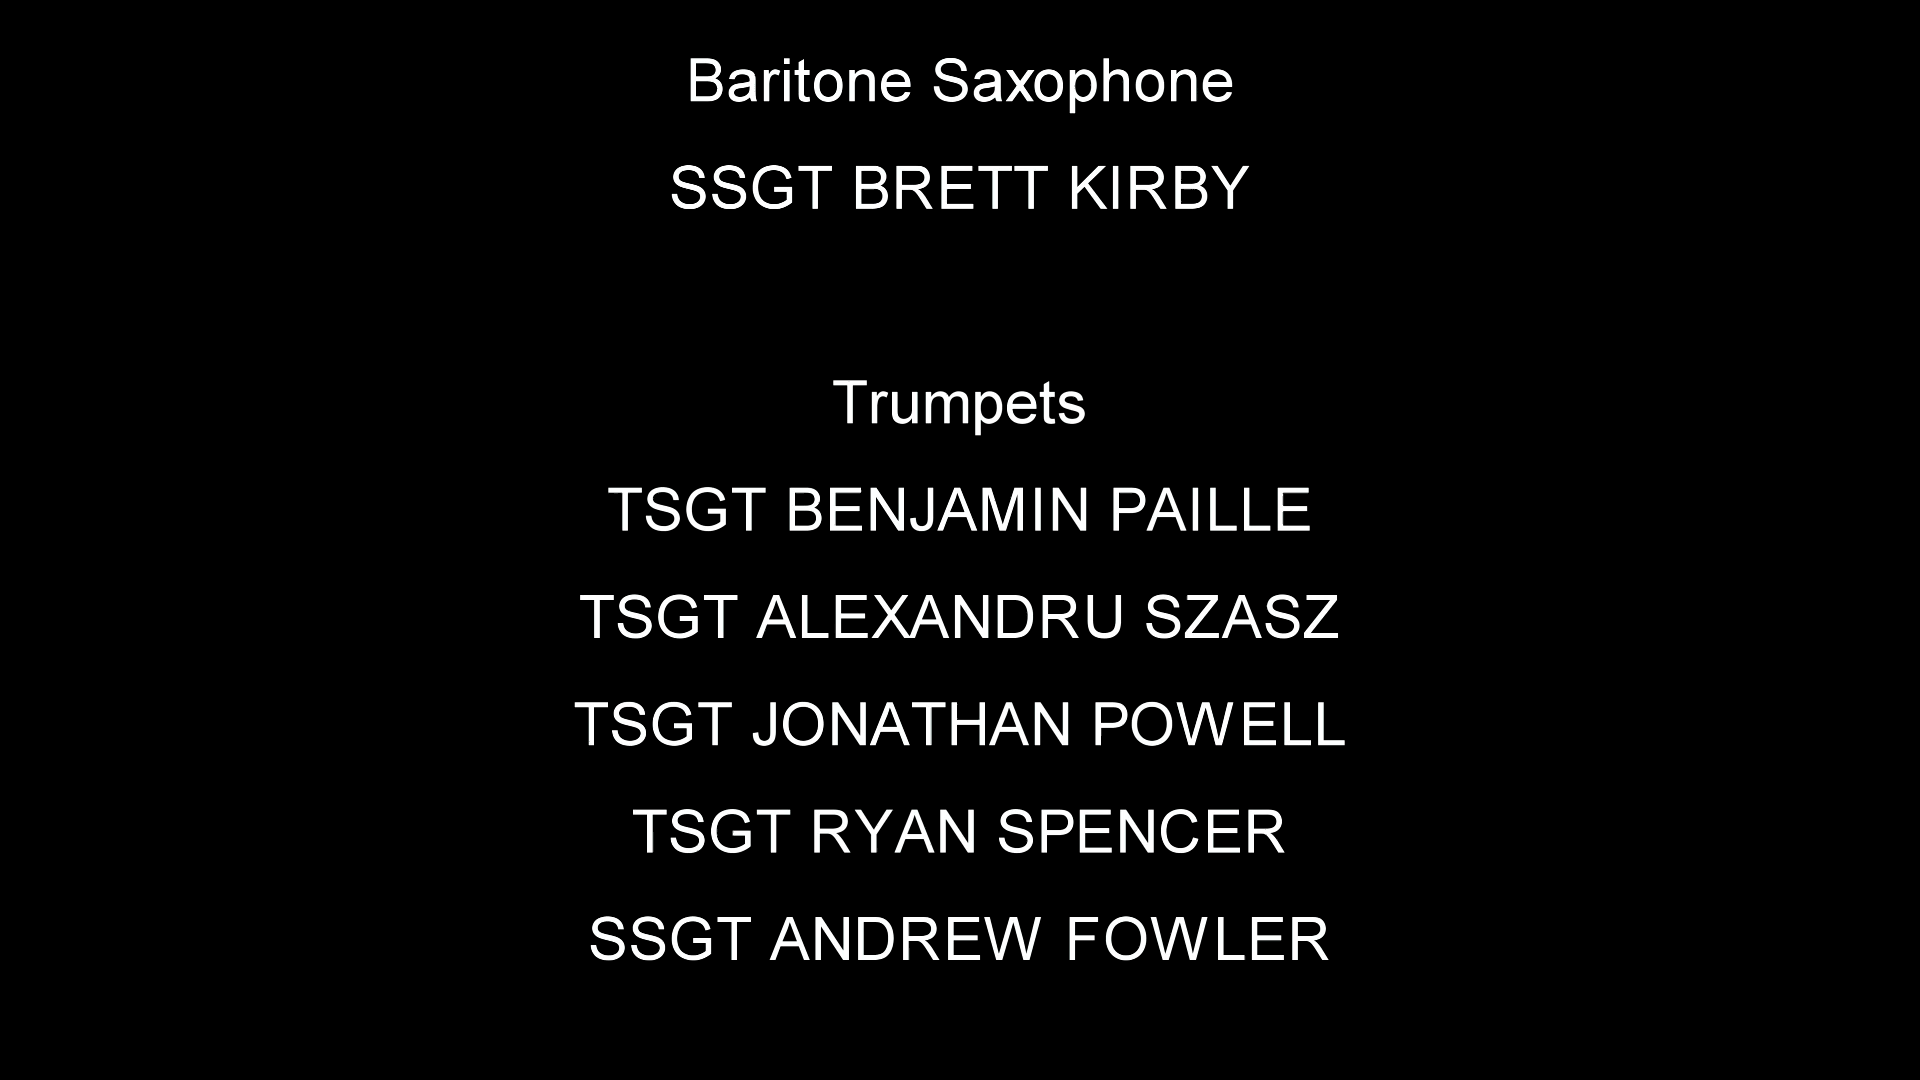 Baritone Saxophone
SSGT BRETT KIRBY
Trumpets
TSGT BENJAMIN PAILLE
TSGT ALEXANDRU SZASZ
TSGT JONATHAN POWELL
TSGT RYAN SPENCER
SSGT ANDREW FOWLER